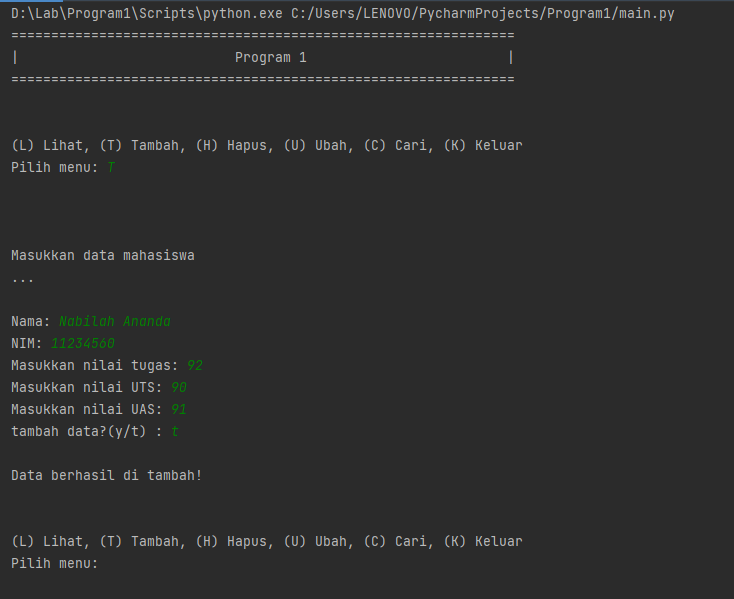 D:\Lab\Program1\Scripts\python.exe C:/Users/LENOVO/PycharmProjects/Program1/main.py
===============================================================
|                           Program 1                         |
===============================================================
(L) Lihat, (T) Tambah, (H) Hapus, (U) Ubah, (C) Cari, (K) Keluar
Pilih menu: T
Masukkan data mahasiswa
...
Nama: Nabilah Ananda
NIM: 11234560
Masukkan nilai tugas: 92
Masukkan nilai UTS: 90
Masukkan nilai UAS: 91
tambah data?(y/t) : t
Data berhasil di tambah!
(L) Lihat, (T) Tambah, (H) Hapus, (U) Ubah, (C) Cari, (K) Keluar
Pilih menu: